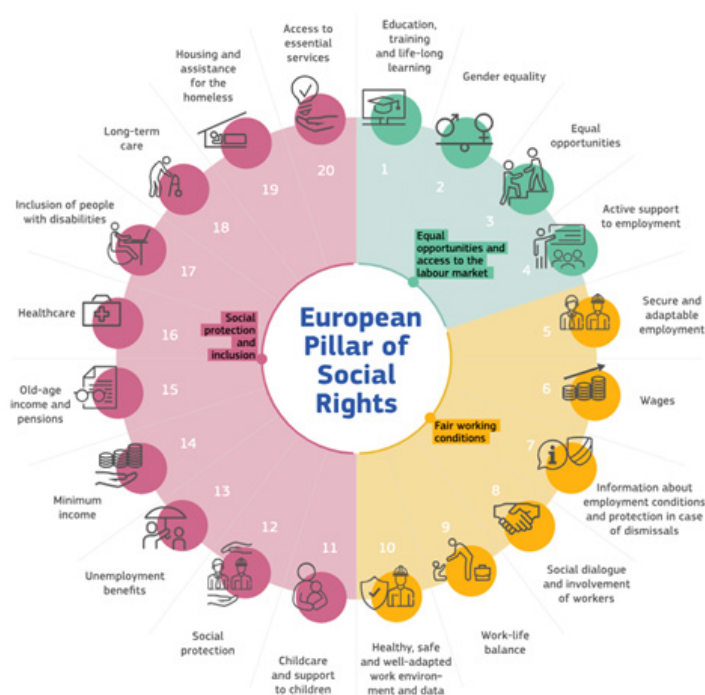 European
Pillar of
Social
Rights
Equal
opportunities and
access to the
labour market
1
Education,
training
and life-long
learning
2
Gender equality
3
Equal
opportunities
4
Active support
to employment
Fair working
conditions
5
Secure and
adaptable
employment
6
Wages
7
Information about
employment conditions
and protection in case
of dismissals
8
Social dialogue
and involvement
of workers
9
Work-life
balance
10
Healthy, safe
and well-adapted
work environ-
ment and data
Social
protection
and
inclusion
11
Childcare
and support
to children
12
Social
protection
13
Unemployment
benefits
14
Minimum
income
15
Old-age
income and
pensions
16
Healthcare
17
Inclusion of people
with disabilities
18
Long-term
care
19
Housing and
assistance
for the
homeless
20
Access to
essential
services